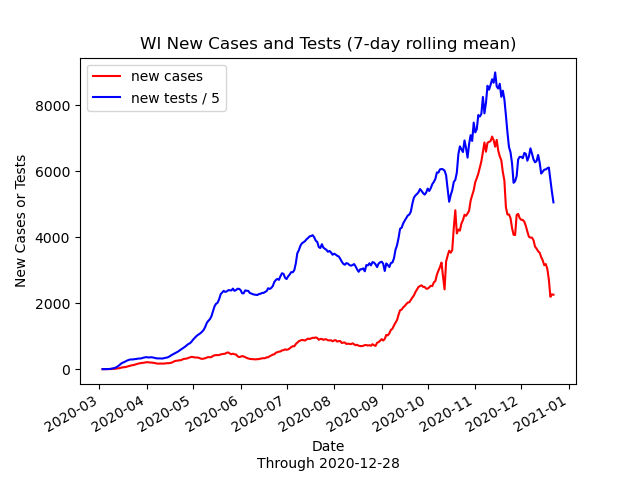 WI New Cases and Tests (7-day rolling mean)
new cases
new tests / 5
New Cases or Tests
8000
6000
4000
2000
0
2020-03
2020-04
2020-05
2020-06
2020-07
2020-08
2020-09
2020-10
2020-11
2020-12
2021-01
Date
Through 2020-12-28